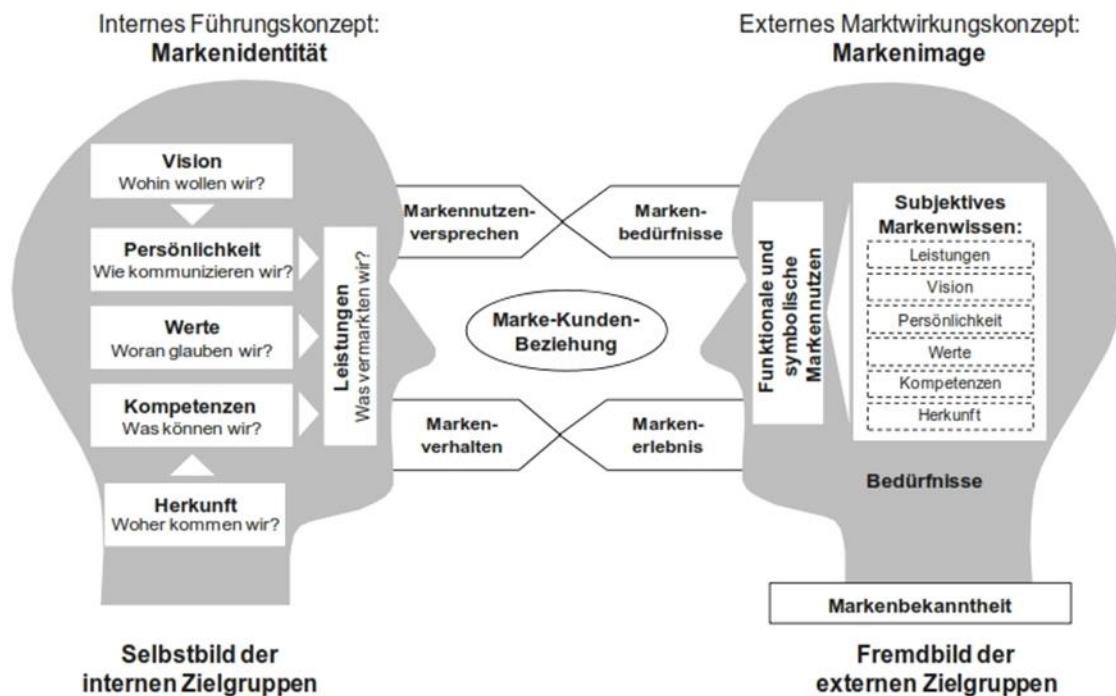 Internes Führungskonzept:
Markenidentität
Vision
Wohin wollen wir?
Persönlichkeit
Wie kommunizieren wir?
Werte
Woran glauben wir?
Kompetenzen
Was können wir?
Herkunft
Woher kommen wir?
Leistungen
Was vermarkten wir?
Selbstbild der
internen Zielgruppen
Markennutzen-
versprechen
Marken-
bedürfnisse
Marke-Kunden-
Beziehung
Marken-
verhalten
Marken-
erlebnis
Externes Marktwirkungskonzept:
Markenimage
Funktionale und
symbolische
Markennutzen
Subjektives
Markenwissen:
Leistungen
Vision
Persönlichkeit
Werte
Kompetenzen
Herkunft
Bedürfnisse
Markenbekanntheit
Fremdbild der
externen Zielgruppen